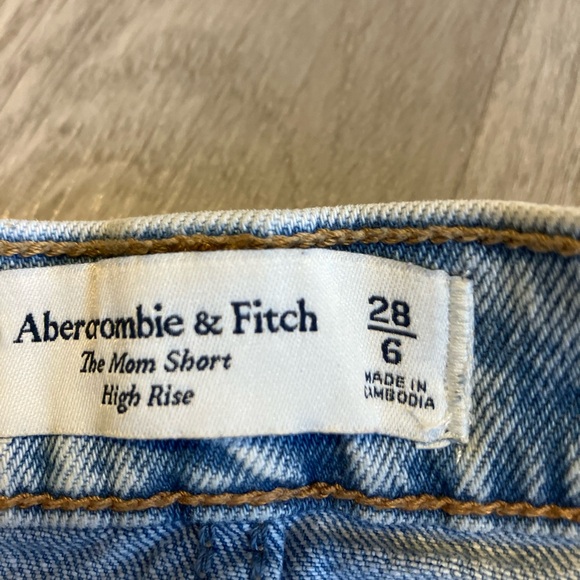 Abercrombie & Fitch
The Mom Short
High Rise
28
6
MADE IN
CAMBODIA